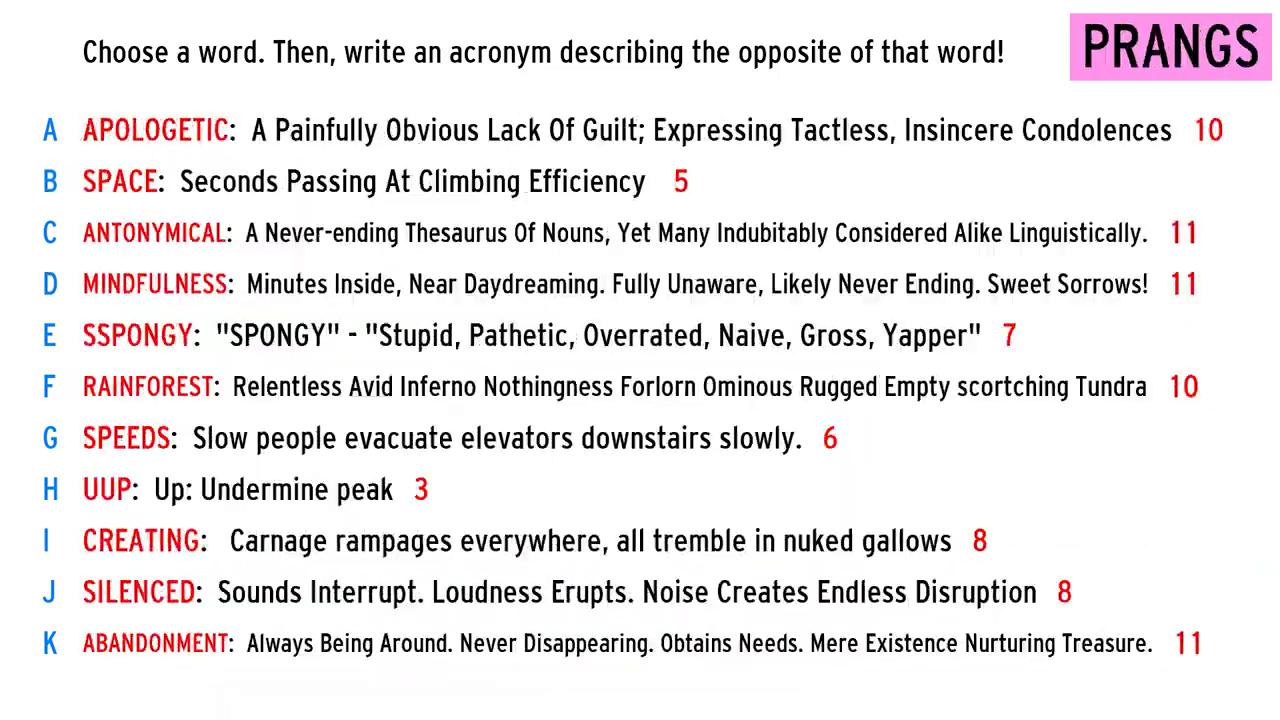 Choose a word. Then, write an acronym describing the opposite of that word!
PRANGS
A APOLOGETIC: A Painfully Obvious Lack Of Guilt; Expressing Tactless, Insincere Condolences 10
B SPACE: Seconds Passing At Climbing Efficiency 5
C ANTONYMICAL: A Never-ending Thesaurus Of Nouns, Yet Many Indubitably Considered Alike Linguistically. 11
D MINDFULNESS: Minutes Inside, Near Daydreaming. Fully Unaware, Likely Never Ending. Sweet Sorrows! 11
E SSPONGY: "SPONGY" - "Stupid, Pathetic, Overrated, Naive, Gross, Yapper" 7
F RAINFOREST: Relentless Avid Inferno Nothingness Forlorn Ominous Rugged Empty scortching Tundra 10
G SPEEDS: Slow people evacuate elevators downstairs slowly. 6
H UUP: Up: Undermine peak 3
I CREATING: Carnage rampages everywhere, all tremble in nuked gallows 8
J SILENCED: Sounds Interrupt. Loudness Erupts. Noise Creates Endless Disruption 8
K ABANDONMENT: Always Being Around. Never Disappearing. Obtains Needs. Mere Existence Nurturing Treasure. 11